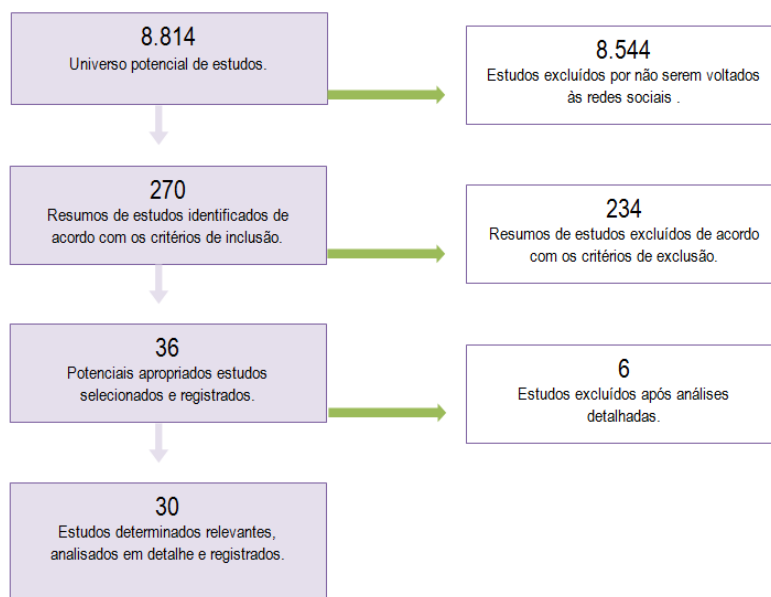 8.814
Universo potencial de estudos.
8.544
Estudos excluídos por não serem voltados
às redes sociais .
270
Resumos de estudos identificados de
acordo com os critérios de inclusão.
234
Resumos de estudos excluídos de acordo
com os critérios de exclusão.
36
Potenciais apropriados estudos
selecionados e registrados.
6
Estudos excluídos após análises
detalhadas.
30
Estudos determinados relevantes,
analisados em detalhe e registrados.